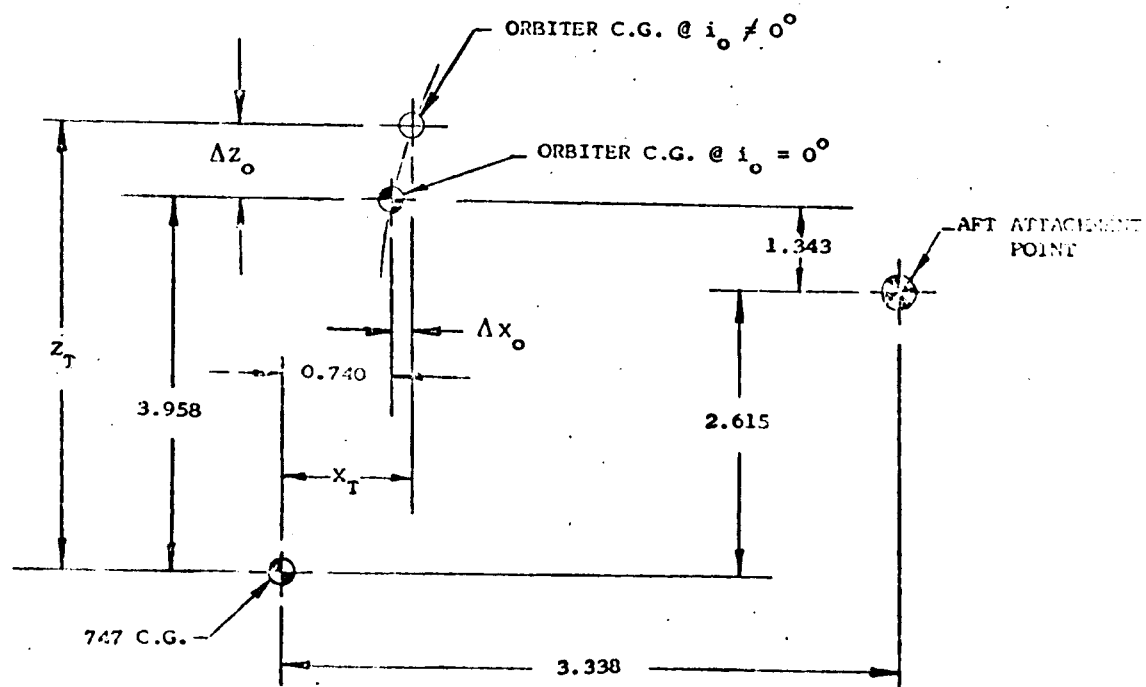 ORBITER C.G. @ i_o ≠ 0°
ORBITER C.G. @ i_o = 0°
Δz_o
1.343
AFT ATTACHMENT
POINT
Δx_o
z_T
0.740
3.958
2.615
x_T
747 C.G.
3.338